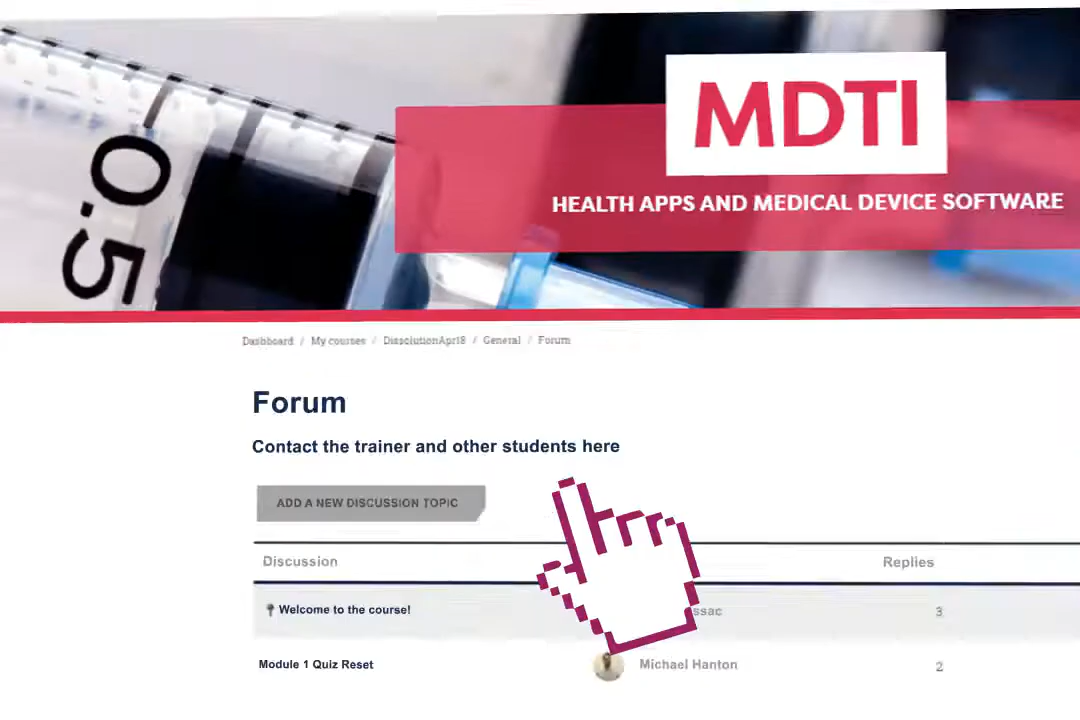 0.5
MDTI
HEALTH APPS AND MEDICAL DEVICE SOFTWARE
Dashboard / My courses / DissolutionApr18 / General / Forum
Forum
Contact the trainer and other students here
ADD A NEW DISCUSSION TOPIC
Discussion Replies
Welcome to the course! 3
Module 1 Quiz Reset Michael Hanton 2